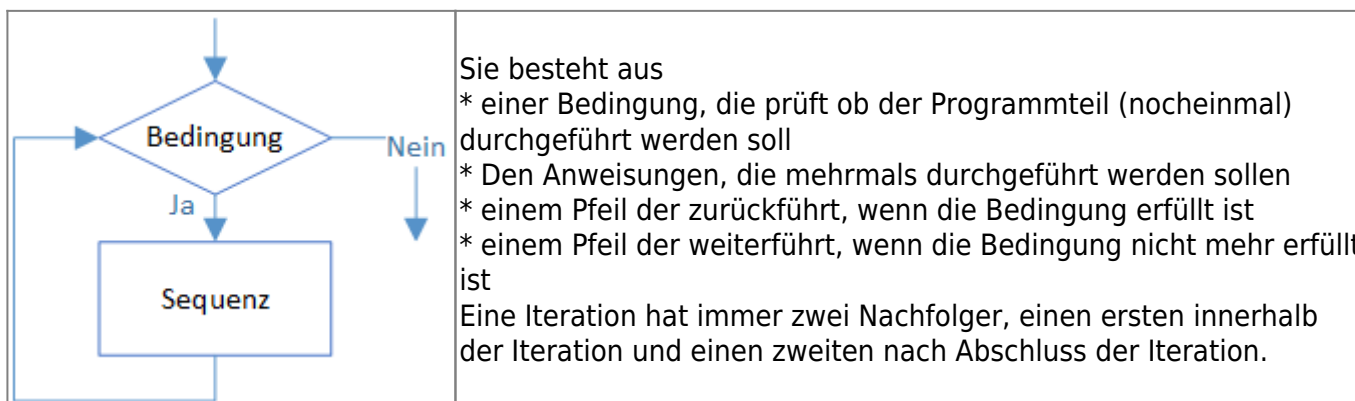 Bedingung
Nein
Ja
Sequenz
Sie besteht aus
* einer Bedingung, die prüft ob der Programmteil (nocheinmal)
durchgeführt werden soll
* Den Anweisungen, die mehrmals durchgeführt werden sollen
* einem Pfeil der zurückführt, wenn die Bedingung erfüllt ist
* einem Pfeil der weiterführt, wenn die Bedingung nicht mehr erfüllt
ist
Eine Iteration hat immer zwei Nachfolger, einen ersten innerhalb
der Iteration und einen zweiten nach Abschluss der Iteration.